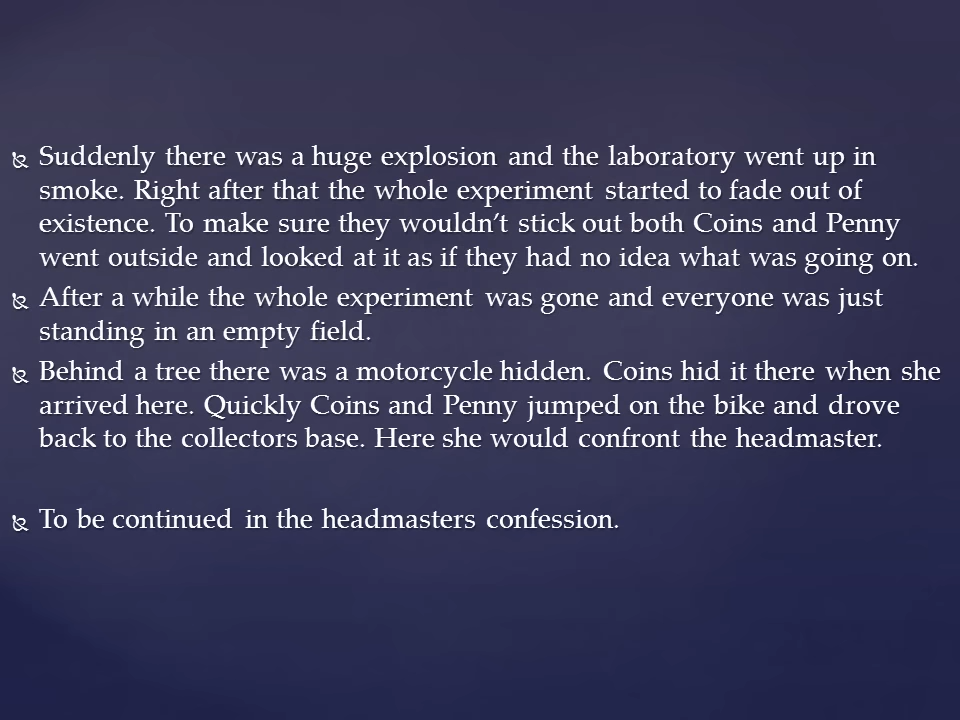 Suddenly there was a huge explosion and the laboratory went up in
smoke. Right after that the whole experiment started to fade out of
existence. To make sure they wouldn’t stick out both Coins and Penny
went outside and looked at it as if they had no idea what was going on.
After a while the whole experiment was gone and everyone was just
standing in an empty field.
Behind a tree there was a motorcycle hidden. Coins hid it there when she
arrived here. Quickly Coins and Penny jumped on the bike and drove
back to the collectors base. Here she would confront the headmaster.
To be continued in the headmasters confession.